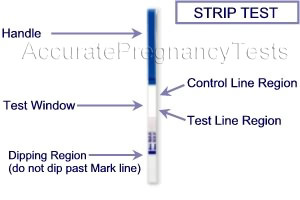 STRIP TEST
Handle
AccuratePregnancyTests
Control Line Region
Test Window
Test Line Region
Dipping Region
(do not dip past Mark line)